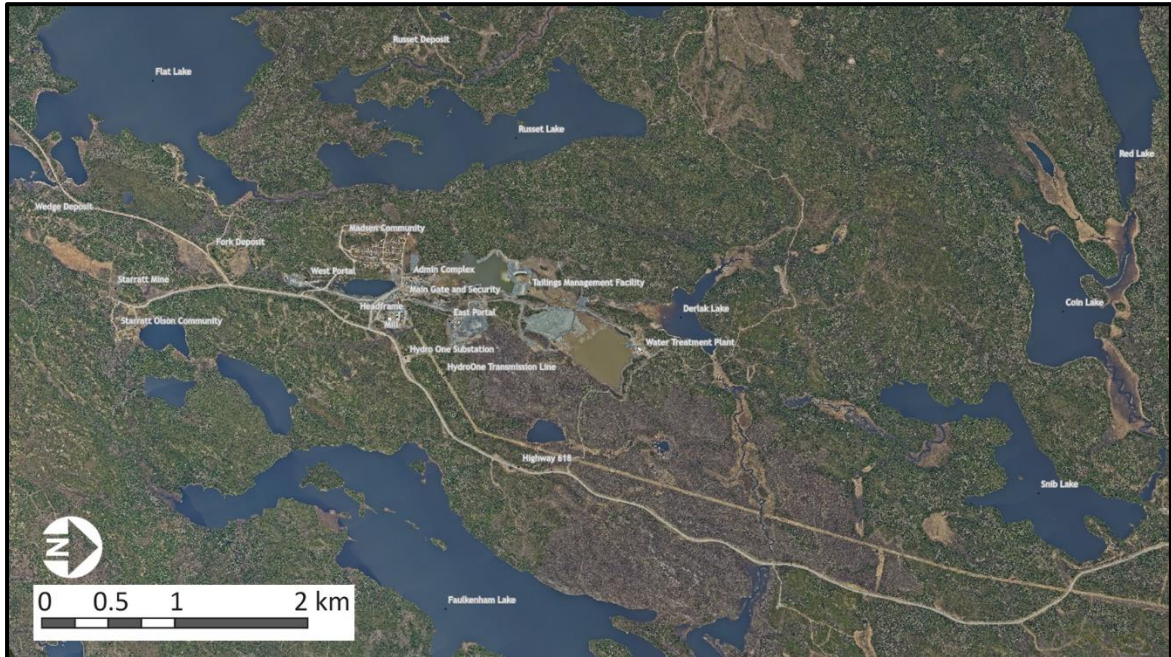 Russet Deposit
Flat Lake
Russet Lake
Red Lake
Wedge Deposit
Madsen Community
Fork Deposit
Admin Complex
West Portal
Starratt Mine
Tailings Management Facility
Main Gate and Security
Coin Lake
Headframe
Derlak Lake
East Portal
Starratt Olson Community
Mill
Water Treatment Plant
Hydro One Substation
HydroOne Transmission Line
Highway 618
Snib Lake
N
0 0.5 1 2 km
Faulkenham Lake